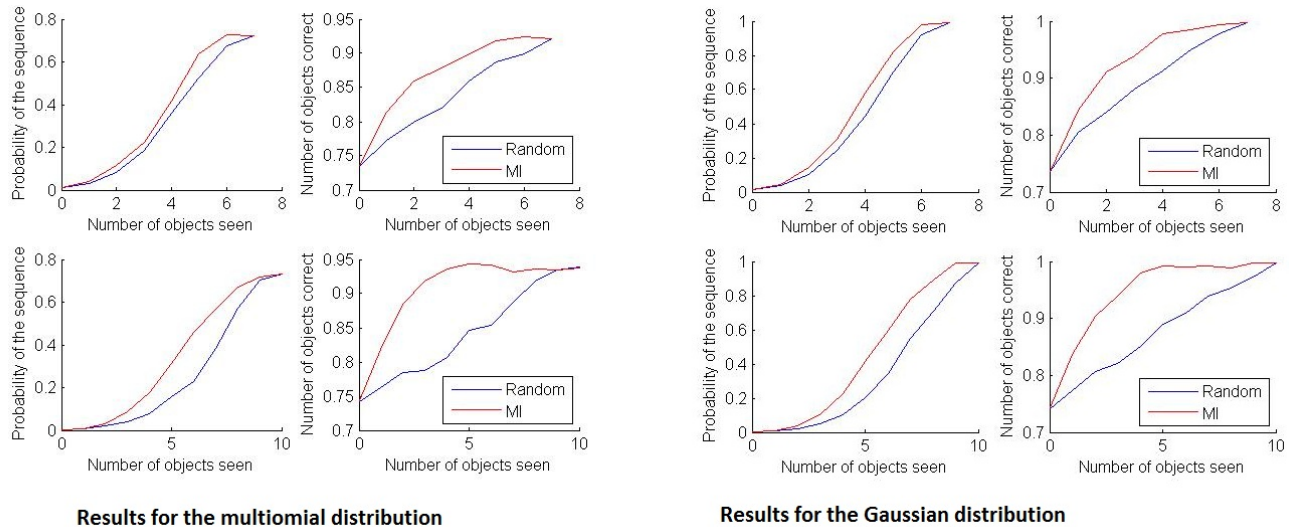 Probability of the sequence
0.8
0.6
0.4
0.2
0
0 2 4 6 8
Number of objects seen
Number of objects correct
0.95
0.9
0.85
0.8
0.75
0.7
Random
MI
0 2 4 6 8
Number of objects seen
Probability of the sequence
1
0.8
0.6
0.4
0.2
0
0 2 4 6 8
Number of objects seen
Number of objects correct
1
0.9
0.8
0.7
Random
MI
0 2 4 6 8
Number of objects seen
Probability of the sequence
0.8
0.6
0.4
0.2
0
0 5 10
Number of objects seen
Number of objects correct
0.95
0.9
0.85
0.8
0.75
0.7
Random
MI
0 5 10
Number of objects seen
Probability of the sequence
1
0.8
0.6
0.4
0.2
0
0 5 10
Number of objects seen
Number of objects correct
1
0.9
0.8
0.7
Random
MI
0 5 10
Number of objects seen
Results for the multiomial distribution
Results for the Gaussian distribution